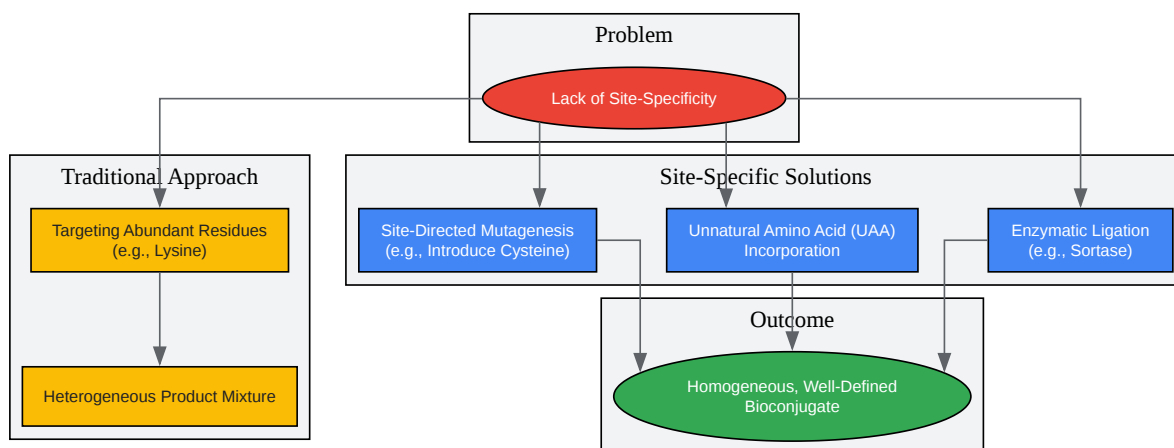 Problem
Lack of Site-Specificity
Traditional Approach
Targeting Abundant Residues
(e.g., Lysine)
Heterogeneous Product Mixture
Site-Specific Solutions
Site-Directed Mutagenesis
(e.g., Introduce Cysteine)
Unnatural Amino Acid (UAA)
Incorporation
Enzymatic Ligation
(e.g., Sortase)
Outcome
Homogeneous, Well-Defined
Bioconjugate